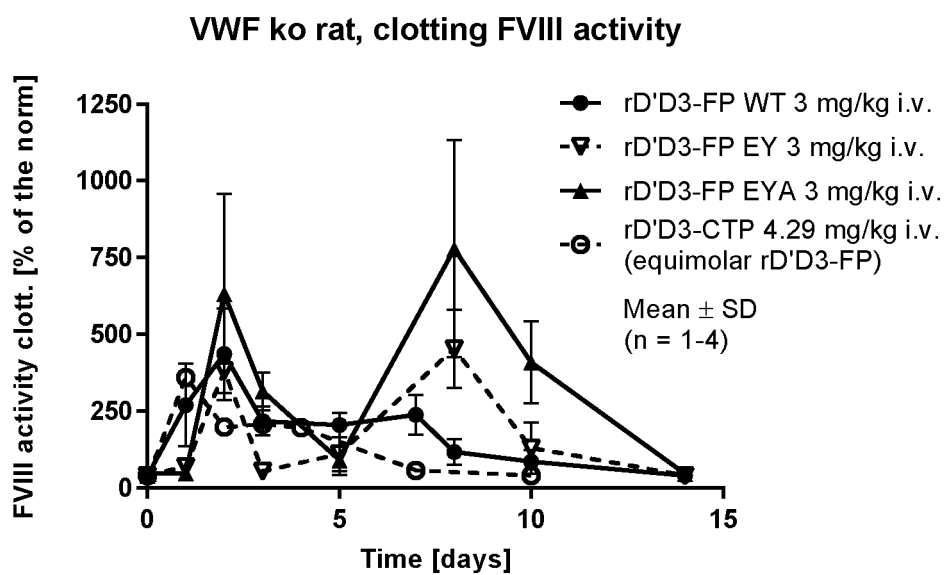 VWF ko rat, clotting FVIII activity
FVIII activity clott. [% of the norm]
1250
1000
750
500
250
0
0
5
10
15
Time [days]
rD'D3-FP WT 3 mg/kg i.v.
rD'D3-FP EY 3 mg/kg i.v.
rD'D3-FP EYA 3 mg/kg i.v.
rD'D3-CTP 4.29 mg/kg i.v.
(equimolar rD'D3-FP)
Mean ± SD
(n = 1-4)